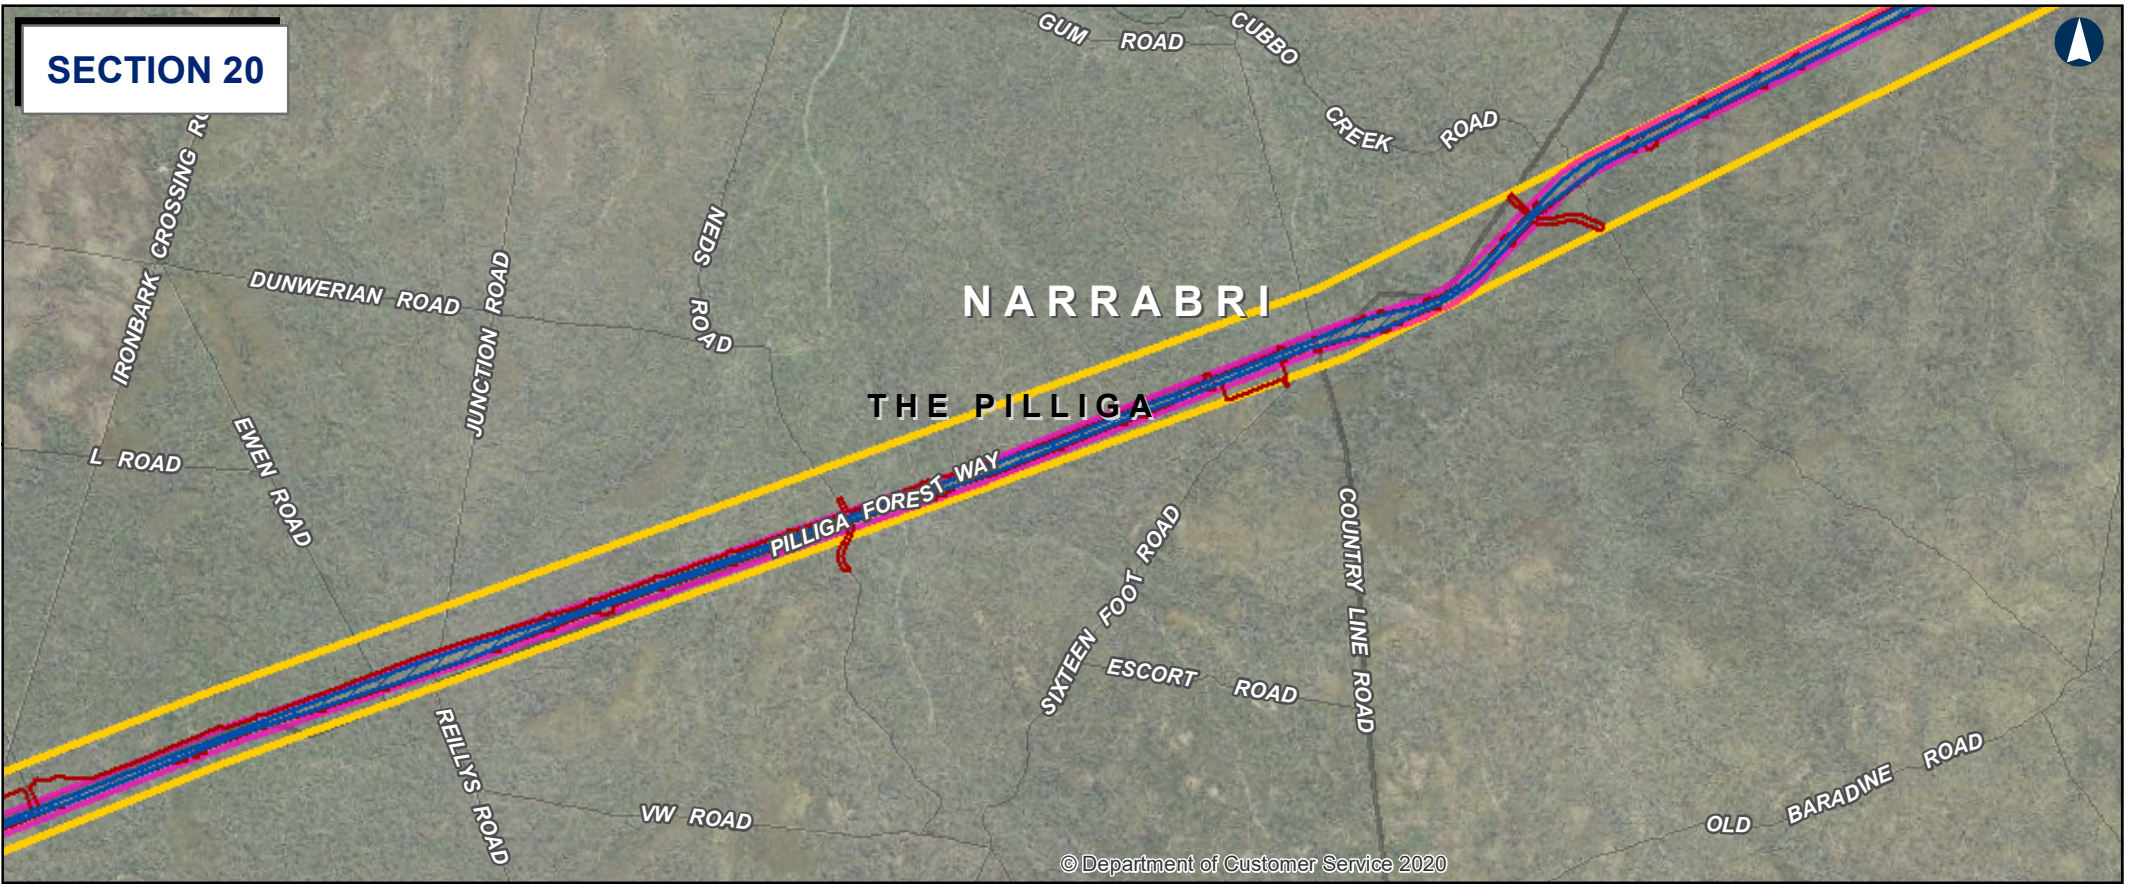 SECTION 20
GUM ROAD
CUBBO CREEK ROAD
IRONBARK CROSSING
NEDS ROAD
DUNWERIAN ROAD
JUNCTION ROAD
NARRABRI
THE PILLIGA
L ROAD
EWEN ROAD
PILLIGA FOREST WAY
SIXTEEN FOOT ROAD
COUNTRY LINE ROAD
ESCORT ROAD
REILLYS ROAD
VW ROAD
OLD BARADINE ROAD
© Department of Customer Service 2020